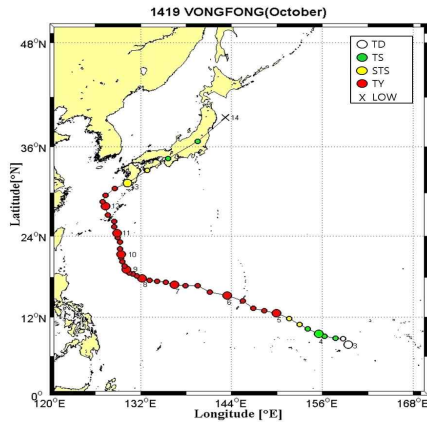 1419 VONGFONG(October)
48°N
36°N
24°N
12°N
0°
Latitude[°N]
TD
TS
STS
TY
X LOW
14
12
11
10
9
8
7
6
5
4
3
120°E
132°E
144°E
156°E
168°E
Longitude [°E]